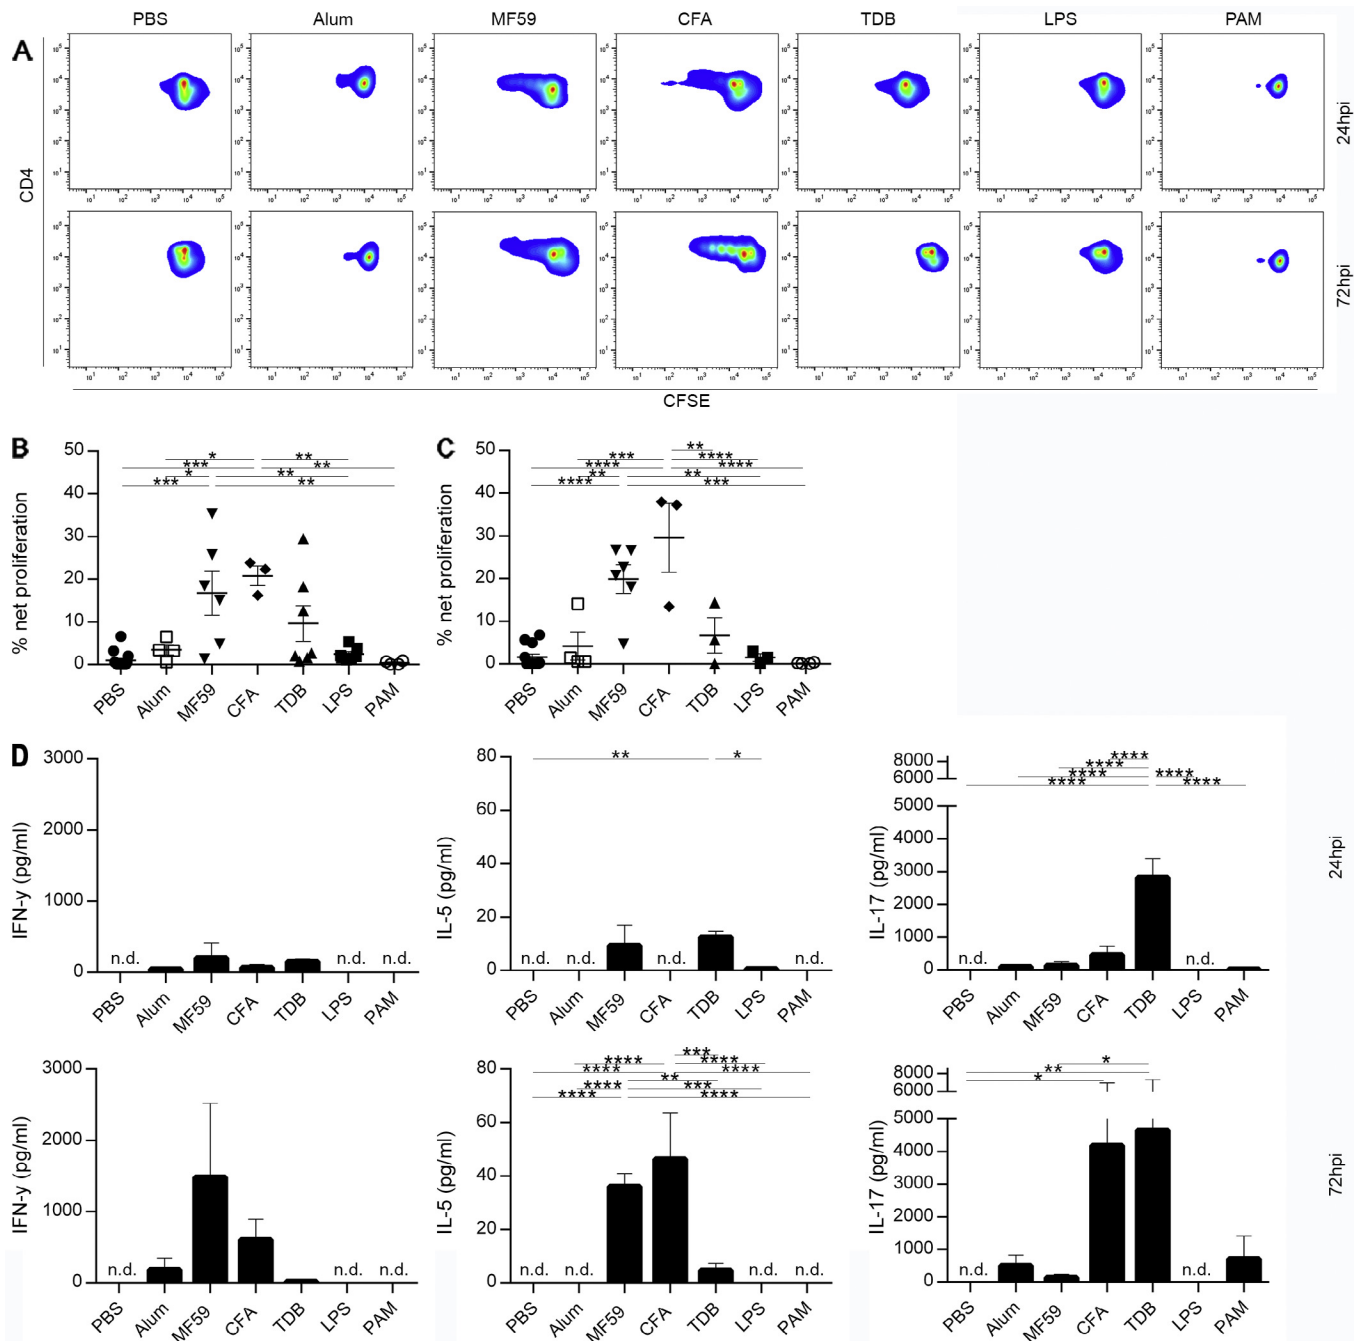 PBS Alum MF59 CFA TDB LPS PAM
A
CD4
24hpi
72hpi
CFSE
B
% net proliferation
50
40
30
20
10
0
* **
*** **
* **
*** **
PBS Alum MF59 CFA TDB LPS PAM
C
% net proliferation
50
40
30
20
10
0
**
*** ****
**** ****
** **
**** ***
PBS Alum MF59 CFA TDB LPS PAM
D
IFN-y (pg/ml)
3000
2000
1000
0
n.d. n.d. n.d.
PBS Alum MF59 CFA TDB LPS PAM
IL-5 (pg/ml)
80
60
40
20
0
** *
n.d. n.d. n.d. n.d.
PBS Alum MF59 CFA TDB LPS PAM
IL-17 (pg/ml)
8000
6000
5000
4000
3000
2000
1000
0
****
****
**** ****
**** ****
n.d. n.d.
PBS Alum MF59 CFA TDB LPS PAM
24hpi
IFN-y (pg/ml)
3000
2000
1000
0
n.d. n.d. n.d.
PBS Alum MF59 CFA TDB LPS PAM
IL-5 (pg/ml)
80
60
40
20
0
***
**** ****
**** ****
**
**** ***
**** ****
n.d. n.d. n.d. n.d.
PBS Alum MF59 CFA TDB LPS PAM
IL-17 (pg/ml)
8000
6000
5000
4000
3000
2000
1000
0
*
**
*
n.d. n.d.
PBS Alum MF59 CFA TDB LPS PAM
72hpi